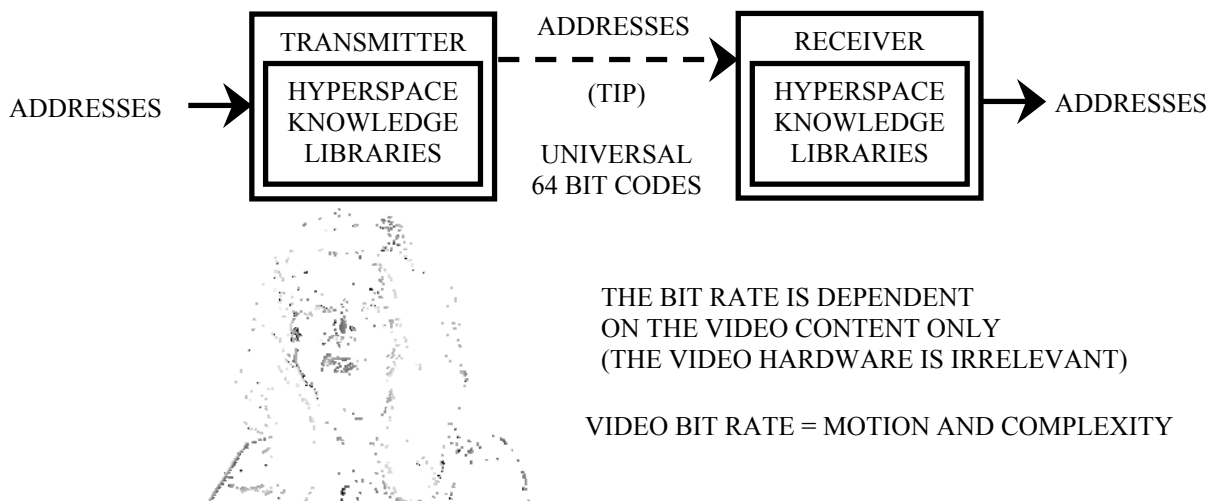 ADDRESSES
TRANSMITTER
HYPERSPACE
KNOWLEDGE
LIBRARIES
ADDRESSES
(TIP)
UNIVERSAL
64 BIT CODES
RECEIVER
HYPERSPACE
KNOWLEDGE
LIBRARIES
ADDRESSES
THE BIT RATE IS DEPENDENT
ON THE VIDEO CONTENT ONLY
(THE VIDEO HARDWARE IS IRRELEVANT)
VIDEO BIT RATE = MOTION AND COMPLEXITY